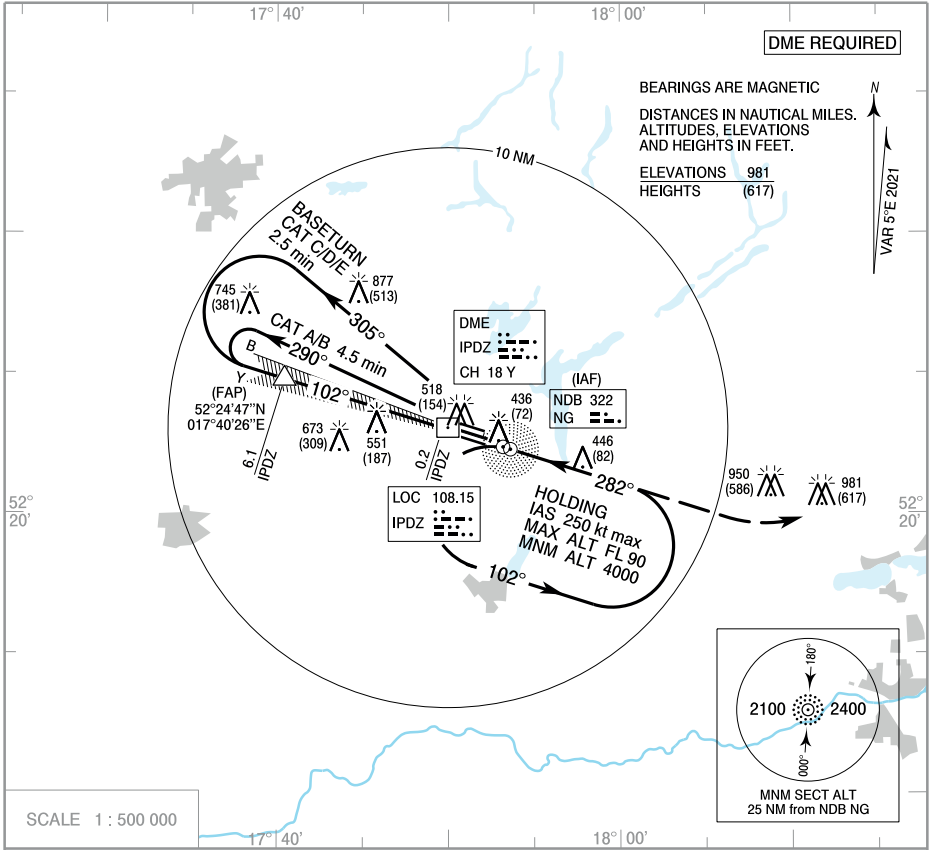 17° 40'
18° 00'
DME REQUIRED
BEARINGS ARE MAGNETIC
DISTANCES IN NAUTICAL MILES.
ALTITUDES, ELEVATIONS
AND HEIGHTS IN FEET.
ELEVATIONS 981
HEIGHTS (617)
N
VAR 5°E 2021
10 NM
BASETURN
CAT C/D/E
2.5 min
877
(513)
745
(381)
305°
CAT A/B 4.5 min
B
290°
Y
102°
(FAP)
52°24'47"N
017°40'26"E
DME
IPDZ
CH 18 Y
518
(154)
436
(72)
(IAF)
NDB 322
NG
673
(309)
551
(187)
446
(82)
6.1
IPDZ
0.2
IPDZ
282°
950
(586)
981
(617)
LOC 108.15
IPDZ
HOLDING
IAS 250 kt max
MAX ALT FL 90
MNM ALT 4000
102°
52°
20'
52°
20'
180°
2100
2400
000°
MNM SECT ALT
25 NM from NDB NG
SCALE 1 : 500 000
17° 40'
18° 00'